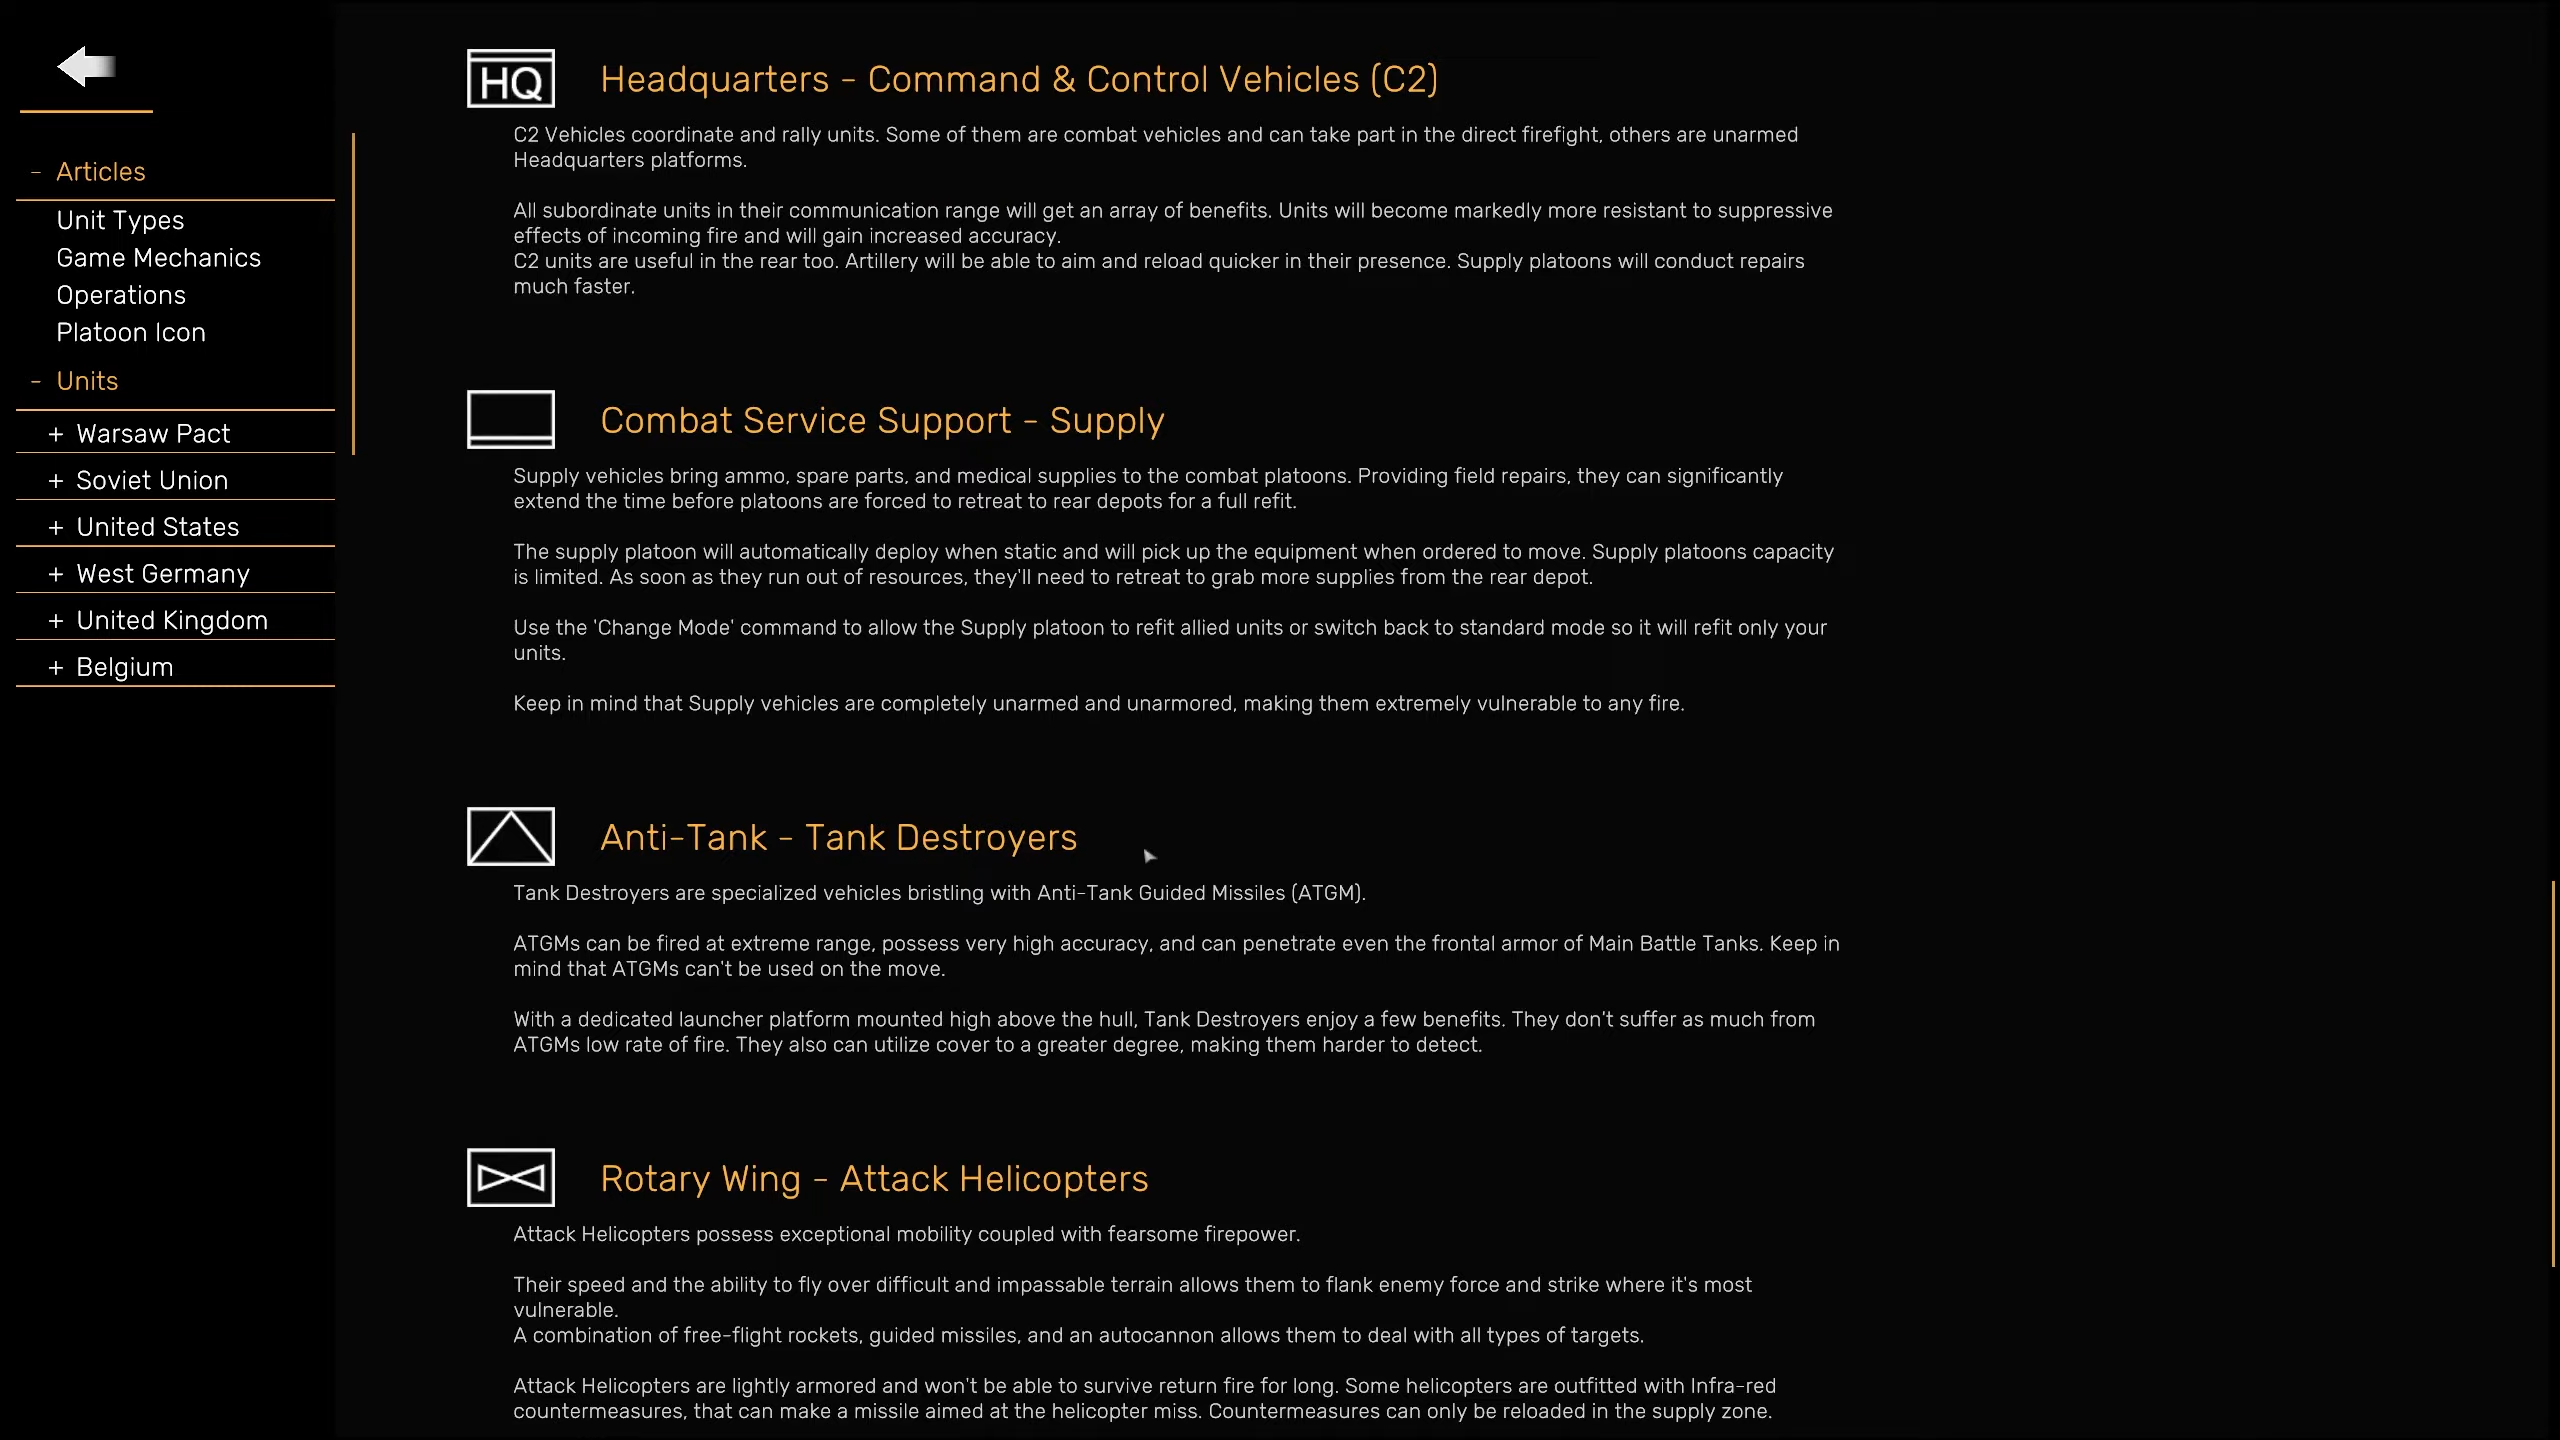 - Articles
Unit Types
Game Mechanics
Operations
Platoon Icon
- Units
+ Warsaw Pact
+ Soviet Union
+ United States
+ West Germany
+ United Kingdom
+ Belgium
HQ
Headquarters - Command & Control Vehicles (C2)
C2 Vehicles coordinate and rally units. Some of them are combat vehicles and can take part in the direct firefight, others are unarmed
Headquarters platforms.
All subordinate units in their communication range will get an array of benefits. Units will become markedly more resistant to suppressive
effects of incoming fire and will gain increased accuracy.
C2 units are useful in the rear too. Artillery will be able to aim and reload quicker in their presence. Supply platoons will conduct repairs
much faster.
Combat Service Support - Supply
Supply vehicles bring ammo, spare parts, and medical supplies to the combat platoons. Providing field repairs, they can significantly
extend the time before platoons are forced to retreat to rear depots for a full refit.
The supply platoon will automatically deploy when static and will pick up the equipment when ordered to move. Supply platoons capacity
is limited. As soon as they run out of resources, they'll need to retreat to grab more supplies from the rear depot.
Use the 'Change Mode' command to allow the Supply platoon to refit allied units or switch back to standard mode so it will refit only your
units.
Keep in mind that Supply vehicles are completely unarmed and unarmored, making them extremely vulnerable to any fire.
Anti-Tank - Tank Destroyers
Tank Destroyers are specialized vehicles bristling with Anti-Tank Guided Missiles (ATGM).
ATGMs can be fired at extreme range, possess very high accuracy, and can penetrate even the frontal armor of Main Battle Tanks. Keep in
mind that ATGMs can't be used on the move.
With a dedicated launcher platform mounted high above the hull, Tank Destroyers enjoy a few benefits. They don't suffer as much from
ATGMs low rate of fire. They also can utilize cover to a greater degree, making them harder to detect.
Rotary Wing - Attack Helicopters
Attack Helicopters possess exceptional mobility coupled with fearsome firepower.
Their speed and the ability to fly over difficult and impassable terrain allows them to flank enemy force and strike where it's most
vulnerable.
A combination of free-flight rockets, guided missiles, and an autocannon allows them to deal with all types of targets.
Attack Helicopters are lightly armored and won't be able to survive return fire for long. Some helicopters are outfitted with Infra-red
countermeasures, that can make a missile aimed at the helicopter miss. Countermeasures can only be reloaded in the supply zone.